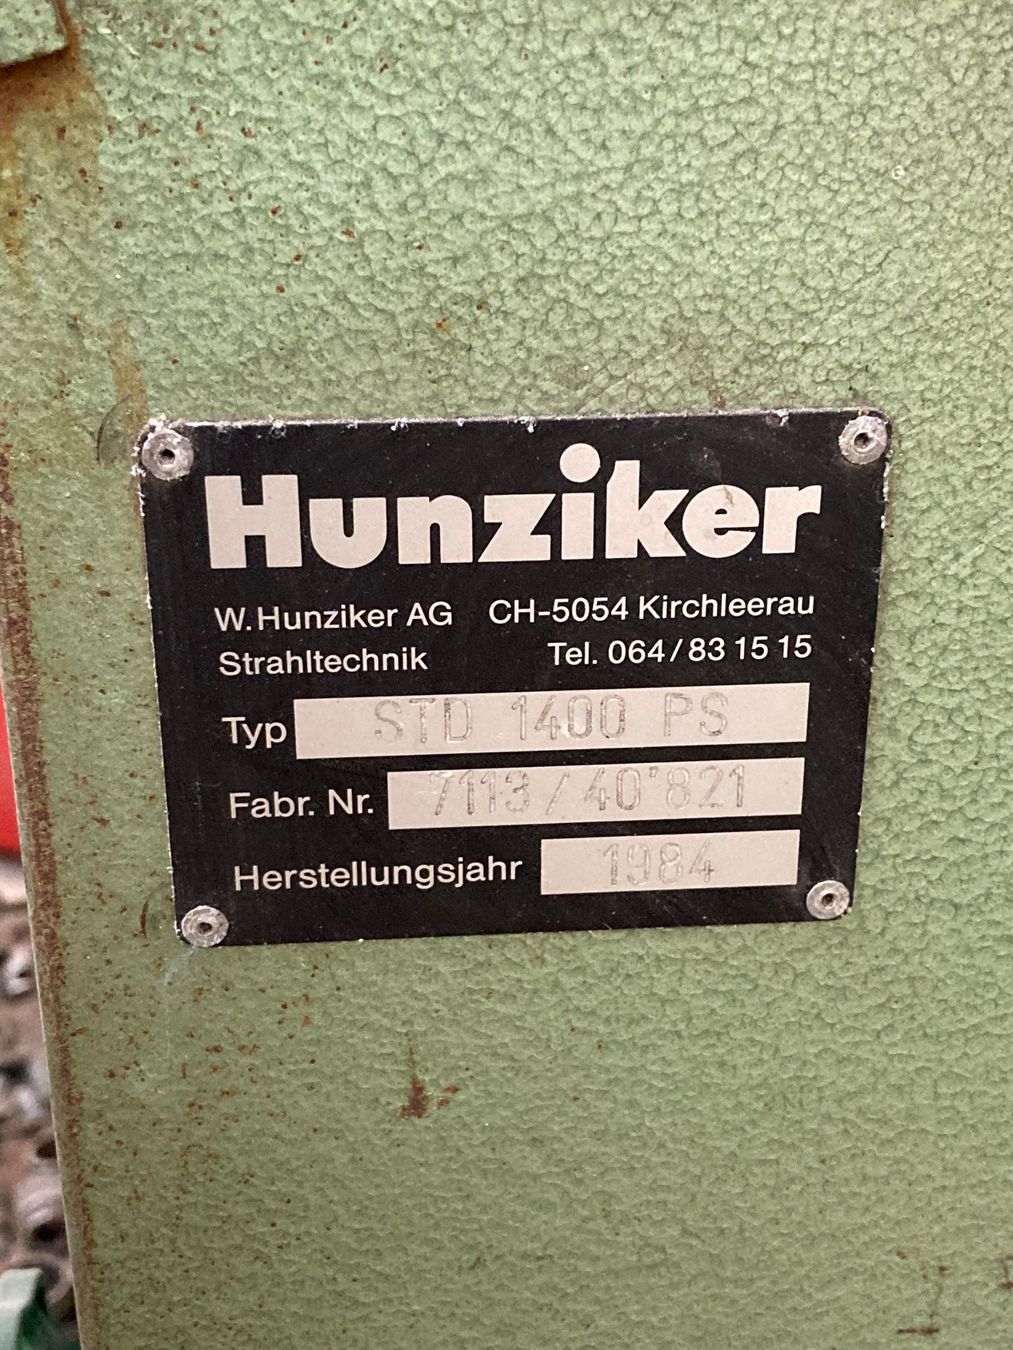 Hunziker
W. Hunziker AG CH-5054 Kirchleerau
Strahltechnik Tel. 064/83 15 15
Typ STD 1400 PS
Fabr. Nr. 7113/40'821
Herstellungsjahr 1984